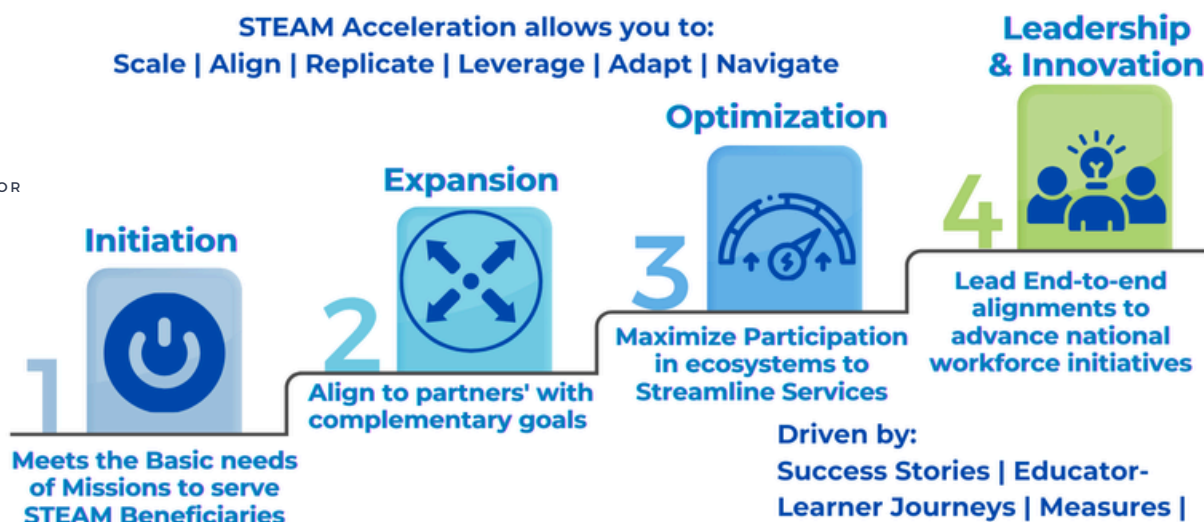 STEAM Acceleration allows you to:
Scale | Align | Replicate | Leverage | Adapt | Navigate
OR
1
Initiation
Meets the Basic needs
of Missions to serve
STEAM Beneficiaries
2
Expansion
Align to partners' with
complementary goals
3
Optimization
Maximize Participation
in ecosystems to
Streamline Services
4
Leadership
& Innovation
Lead End-to-end
alignments to
advance national
workforce initiatives
Driven by:
Success Stories | Educator-
Learner Journeys | Measures |